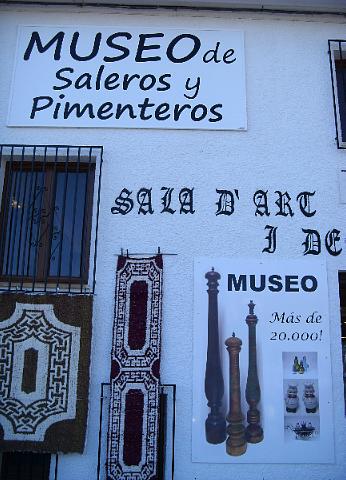 MUSEO de
Saleros y
Pimenteros
SALA D' ART
I DE
MUSEO
Más de
20.000!